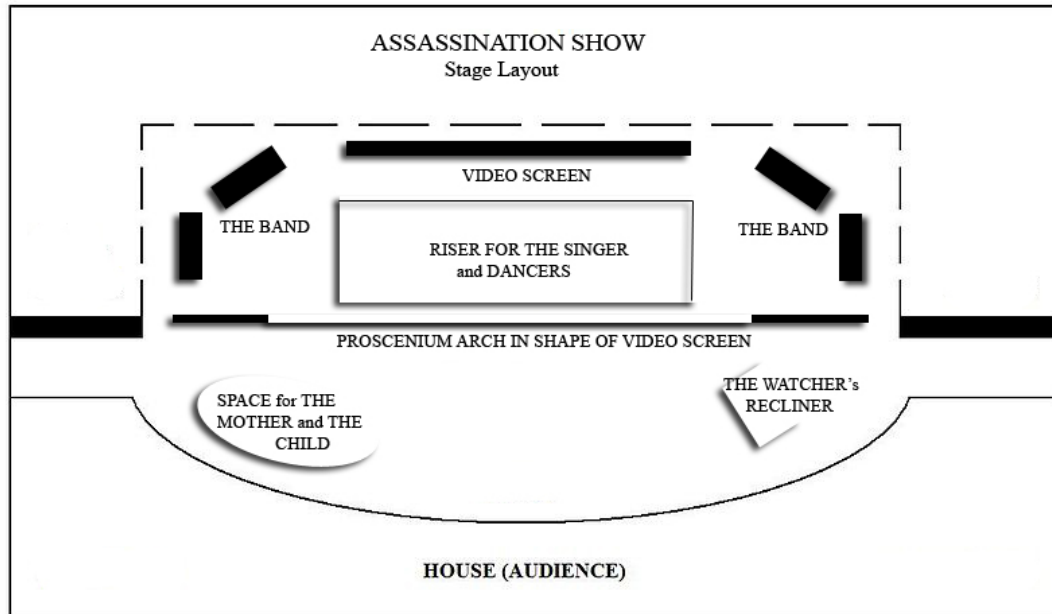 ASSASSINATION SHOW
Stage Layout
VIDEO SCREEN
THE BAND
THE BAND
RISER FOR THE SINGER
and DANCERS
PROSCENIUM ARCH IN SHAPE OF VIDEO SCREEN
SPACE for THE
MOTHER and THE
CHILD
THE WATCHER's
RECLINER
HOUSE (AUDIENCE)